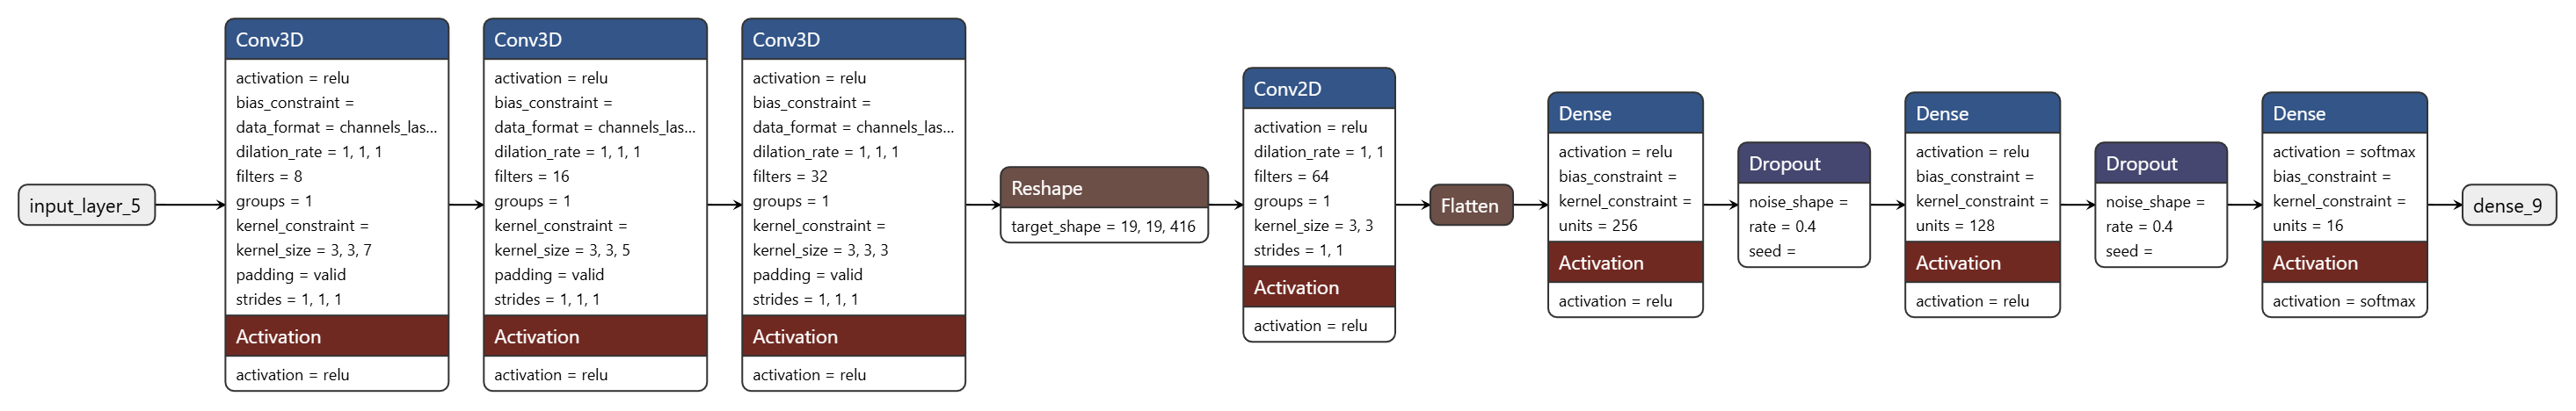 input_layer_5
Conv3D
activation = relu
bias_constraint =
data_format = channels_las...
dilation_rate = 1, 1, 1
filters = 8
groups = 1
kernel_constraint =
kernel_size = 3, 3, 7
padding = valid
strides = 1, 1, 1
Activation
activation = relu
Conv3D
activation = relu
bias_constraint =
data_format = channels_las...
dilation_rate = 1, 1, 1
filters = 16
groups = 1
kernel_constraint =
kernel_size = 3, 3, 5
padding = valid
strides = 1, 1, 1
Activation
activation = relu
Conv3D
activation = relu
bias_constraint =
data_format = channels_las...
dilation_rate = 1, 1, 1
filters = 32
groups = 1
kernel_constraint =
kernel_size = 3, 3, 3
padding = valid
strides = 1, 1, 1
Activation
activation = relu
Reshape
target_shape = 19, 19, 416
Conv2D
activation = relu
dilation_rate = 1, 1
filters = 64
groups = 1
kernel_size = 3, 3
strides = 1, 1
Activation
activation = relu
Flatten
Dense
activation = relu
bias_constraint =
kernel_constraint =
units = 256
Activation
activation = relu
Dropout
noise_shape =
rate = 0.4
seed =
Dense
activation = relu
bias_constraint =
kernel_constraint =
units = 128
Activation
activation = relu
Dropout
noise_shape =
rate = 0.4
seed =
Dense
activation = softmax
bias_constraint =
kernel_constraint =
units = 16
Activation
activation = softmax
dense_9